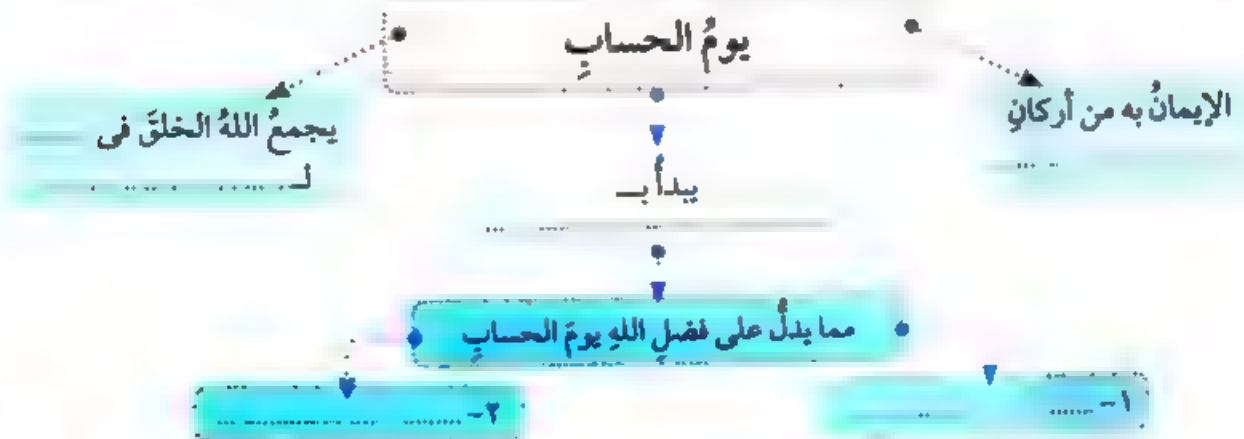 يومُ الحسابِ
الإيمانُ به من أركانِ
يجمعُ اللهُ الخلقَ فى
لـ
يبدأُ بـ
مما يدلُّ على فضلِ اللهِ يومَ الحسابِ
١-
٢-